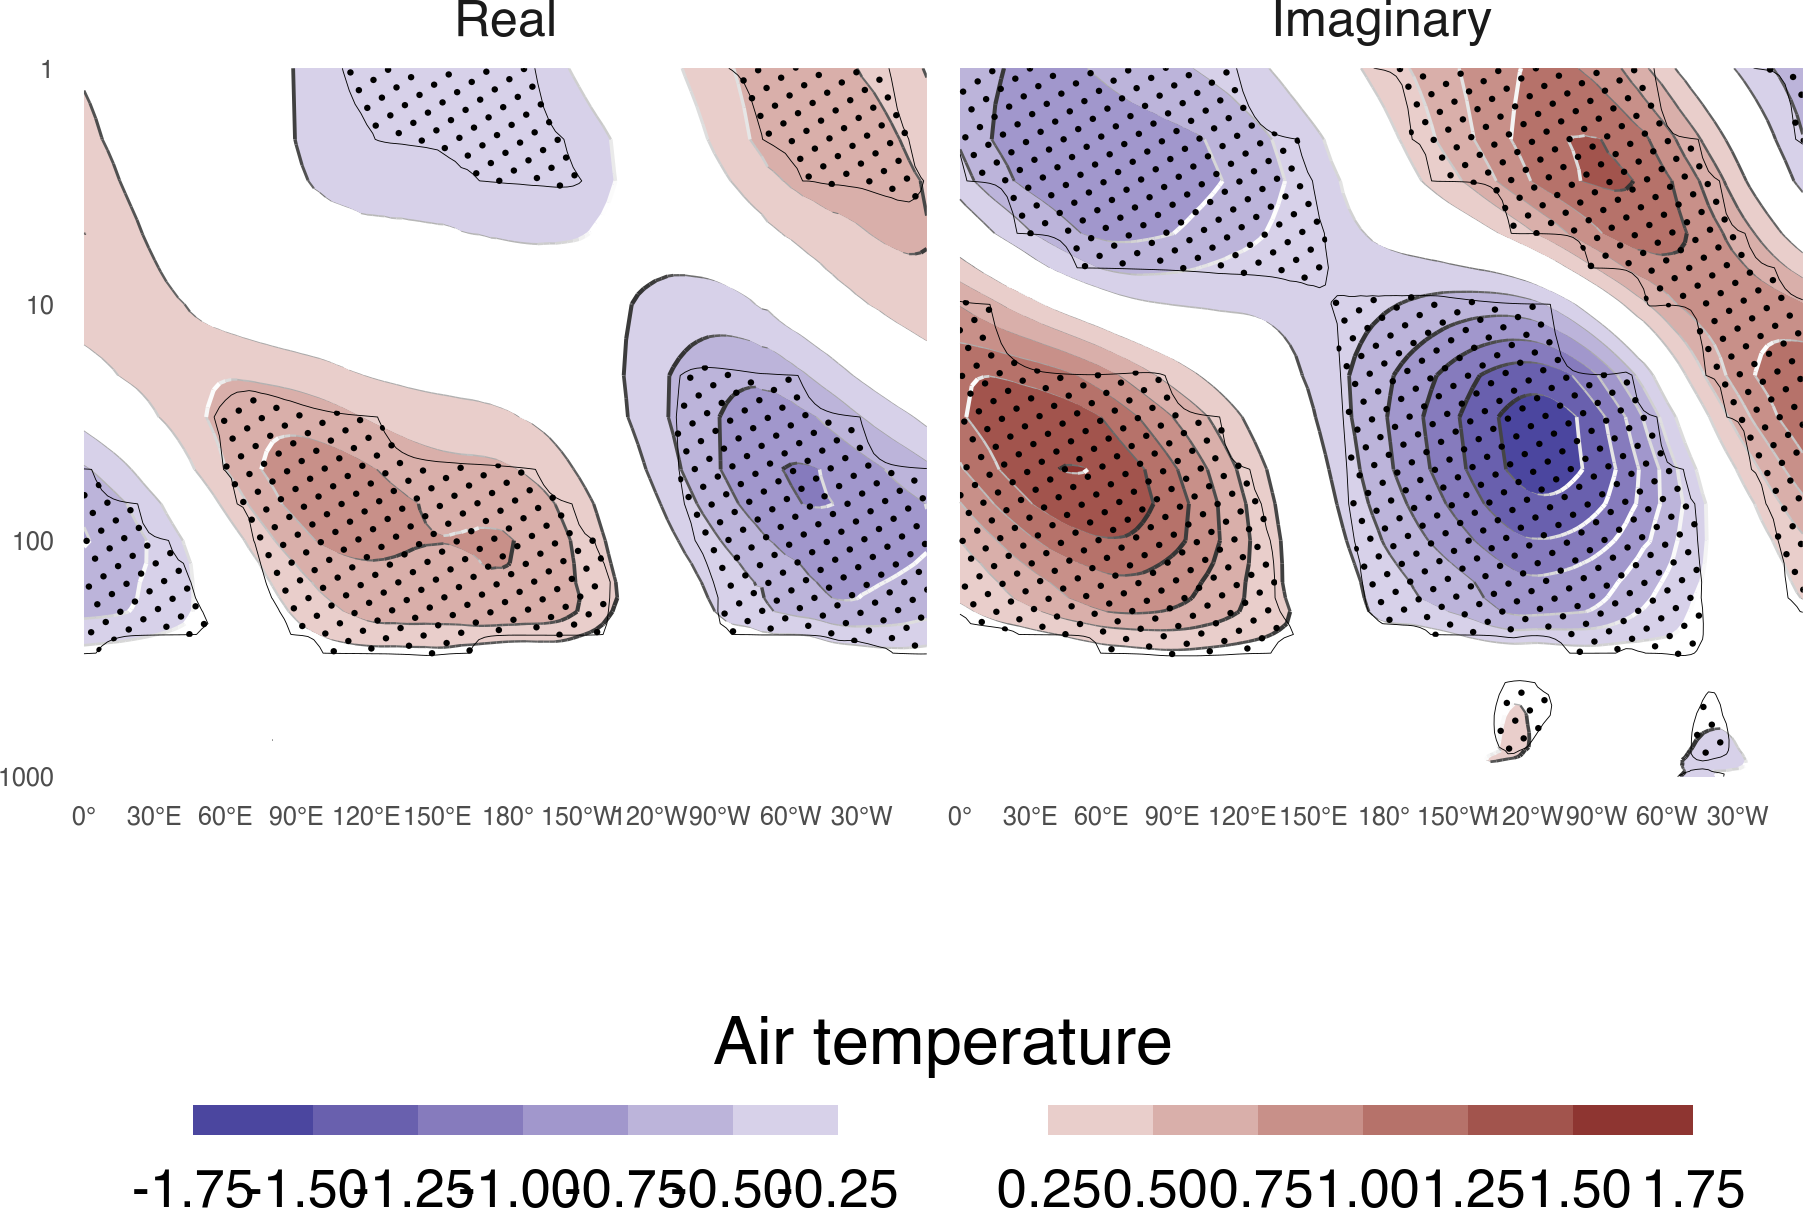 Real Imaginary
1
10
100
1000
0° 30°E 60°E 90°E 120°E 150°E 180° 150°W 120°W 90°W 60°W 30°W 0° 30°E 60°E 90°E 120°E 150°E 180° 150°W 120°W 90°W 60°W 30°W
Air temperature
-1.75 -1.50 -1.25 -1.00 -0.75 -0.50 -0.25 0.25 0.50 0.75 1.00 1.25 1.50 1.75